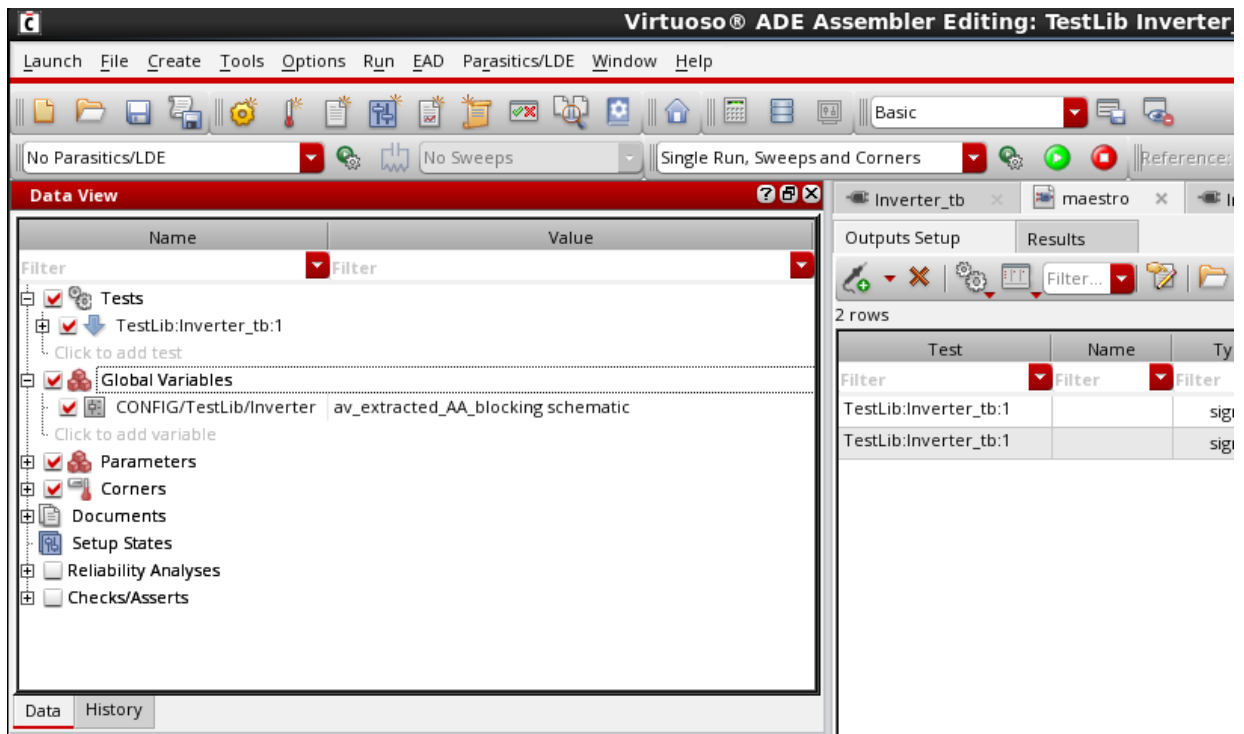 Virtuoso® ADE Assembler Editing: TestLib Inverter_
Launch File Create Tools Options Run EAD Parasitics/LDE Window Help
Basic
No Parasitics/LDE No Sweeps Single Run, Sweeps and Corners Reference:
Data View
Inverter_tb maestro
Name Value
Outputs Setup Results
Filter Filter
Filter...
Tests
TestLib:Inverter_tb:1
2 rows
Click to add test
Test Name Ty
Global Variables
Filter Filter Filter
CONFIG/TestLib/Inverter av_extracted_AA_blocking schematic
TestLib:Inverter_tb:1 sig
Click to add variable
TestLib:Inverter_tb:1 sig
Parameters
Corners
Documents
Setup States
Reliability Analyses
Checks/Asserts
Data History